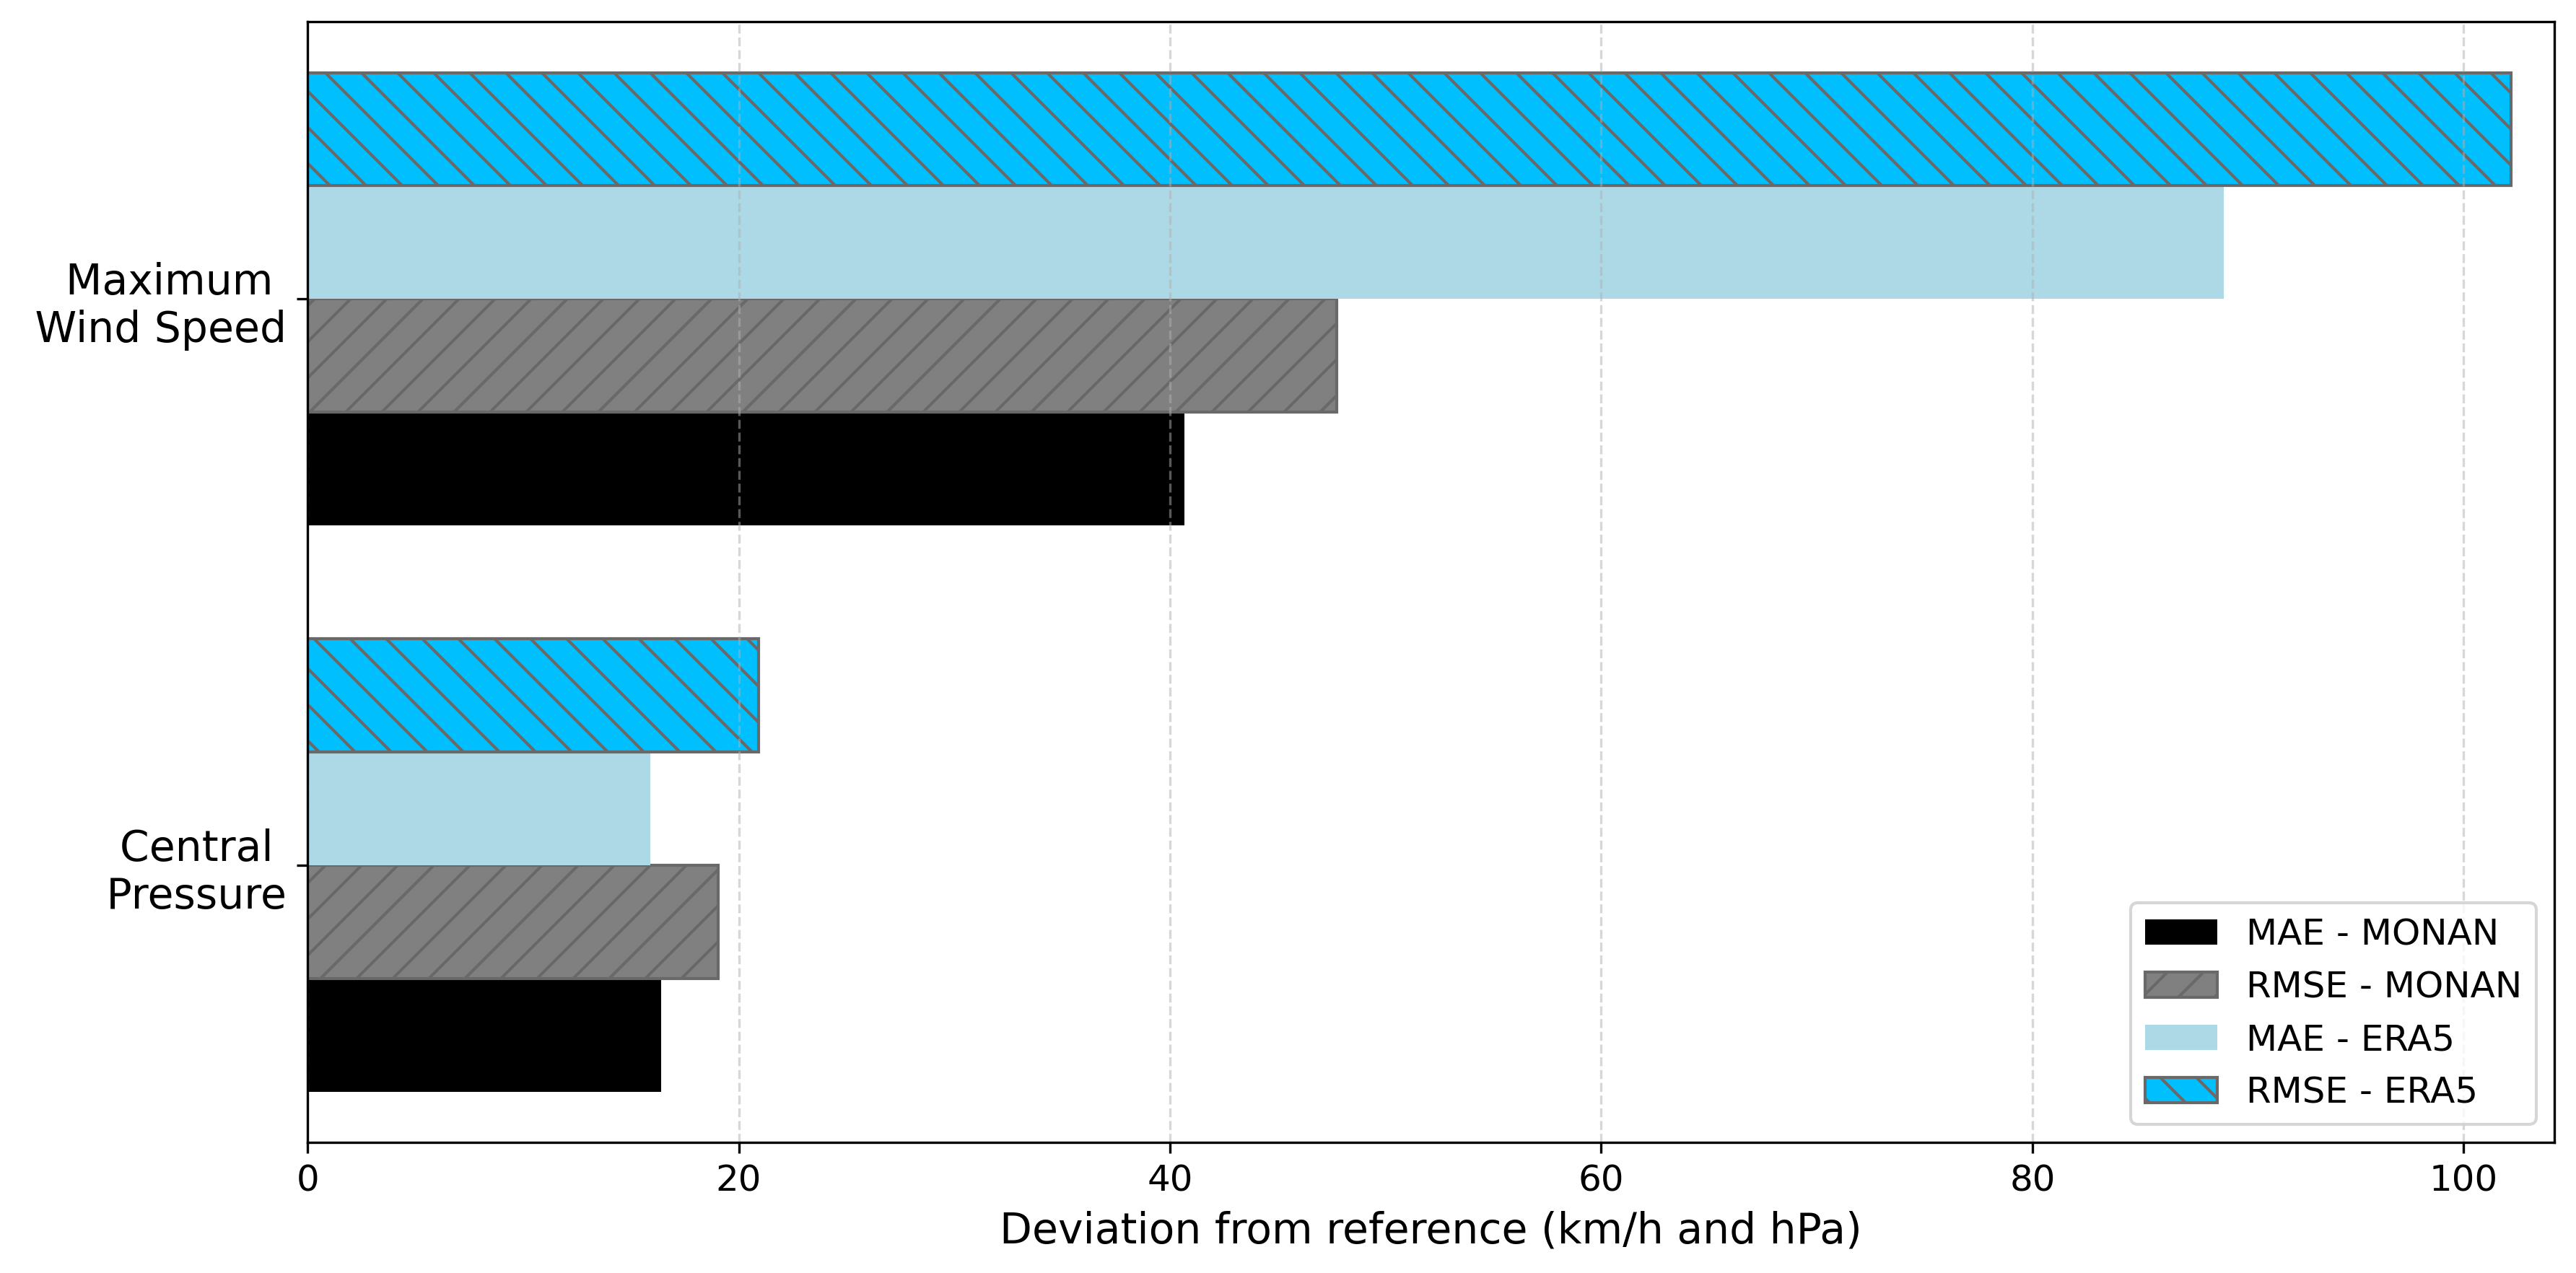 Maximum
Wind Speed
Central
Pressure
0 20 40 60 80 100
Deviation from reference (km/h and hPa)
MAE - MONAN
RMSE - MONAN
MAE - ERA5
RMSE - ERA5